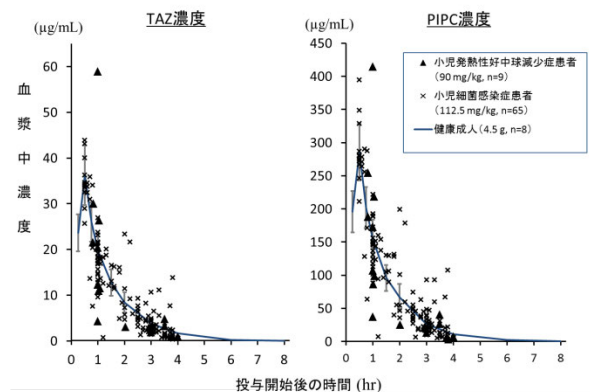 TAZ濃度
PIPC濃度
(μg/mL)
(μg/mL)
血漿中濃度
60
50
40
30
20
10
0
0 1 2 3 4 5 6 7 8
450
400
350
300
250
200
150
100
50
0
0 1 2 3 4 5 6 7 8
▲ 小児発熱性好中球減少症患者
(90 mg/kg, n=9)
× 小児細菌感染症患者
(112.5 mg/kg, n=65)
健康成人(4.5 g, n=8)
投与開始後の時間 (hr)